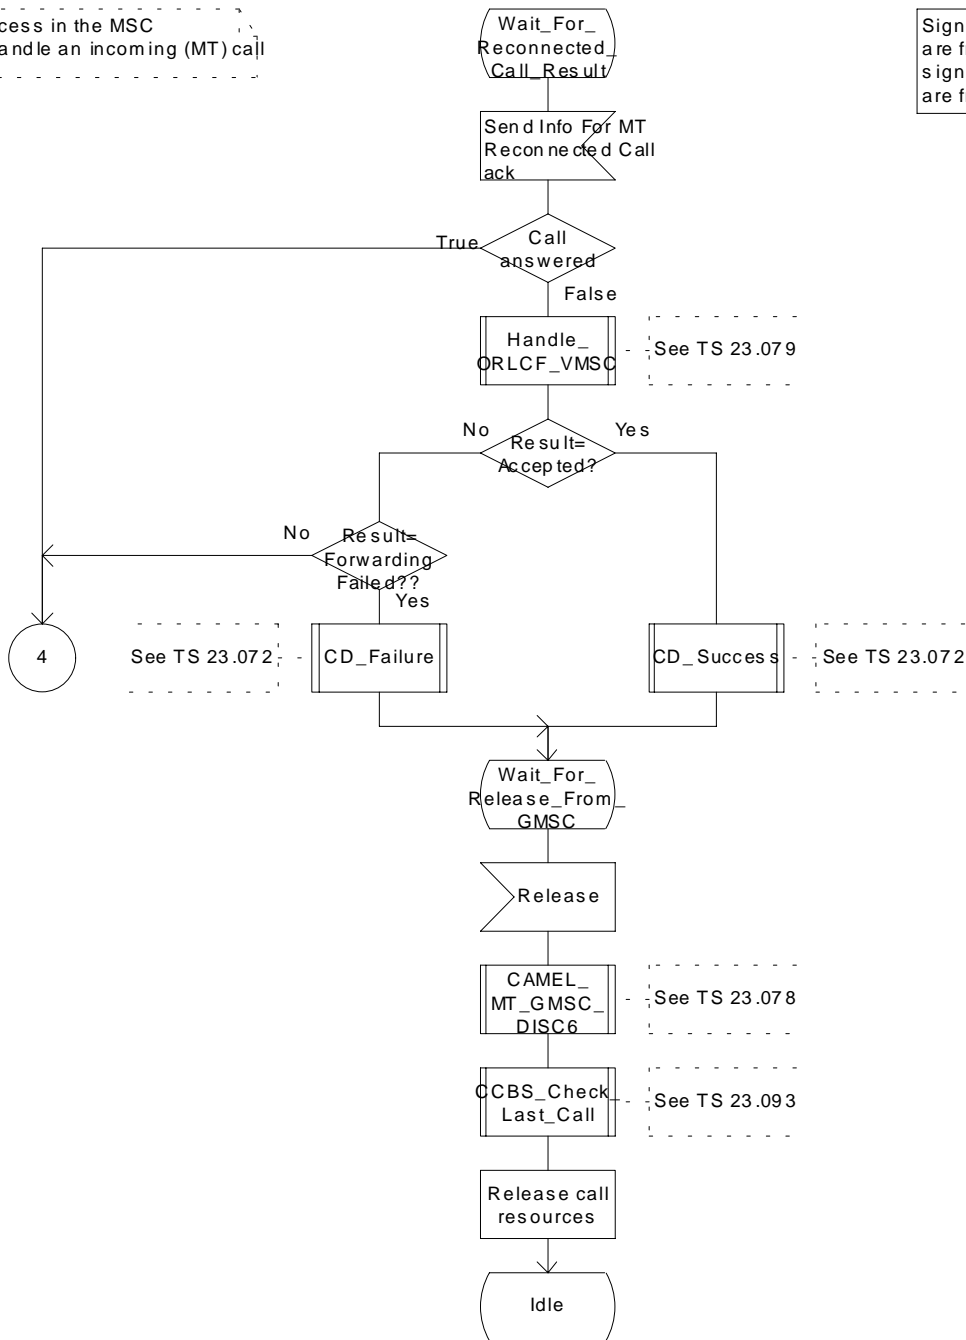 cess in the MSC
andle an incoming (MT) call
Wait_For_
Reconnected_
Call_Result
Sign
are f
sign
are f
Send Info For MT
Reconnected Call
ack
True
Call
answered
False
Handle_
ORLCF_VMSC
See TS 23.079
No
Result=
Accepted?
Yes
No
Result=
Forwarding
Failed??
Yes
4
See TS 23.072
CD_Failure
CD_Success
See TS 23.072
Wait_For_
Release_From_
GMSC
Release
CAMEL_
MT_GMSC_
DISC6
See TS 23.078
CCBS_Check_
Last_Call
See TS 23.093
Release call
resources
Idle